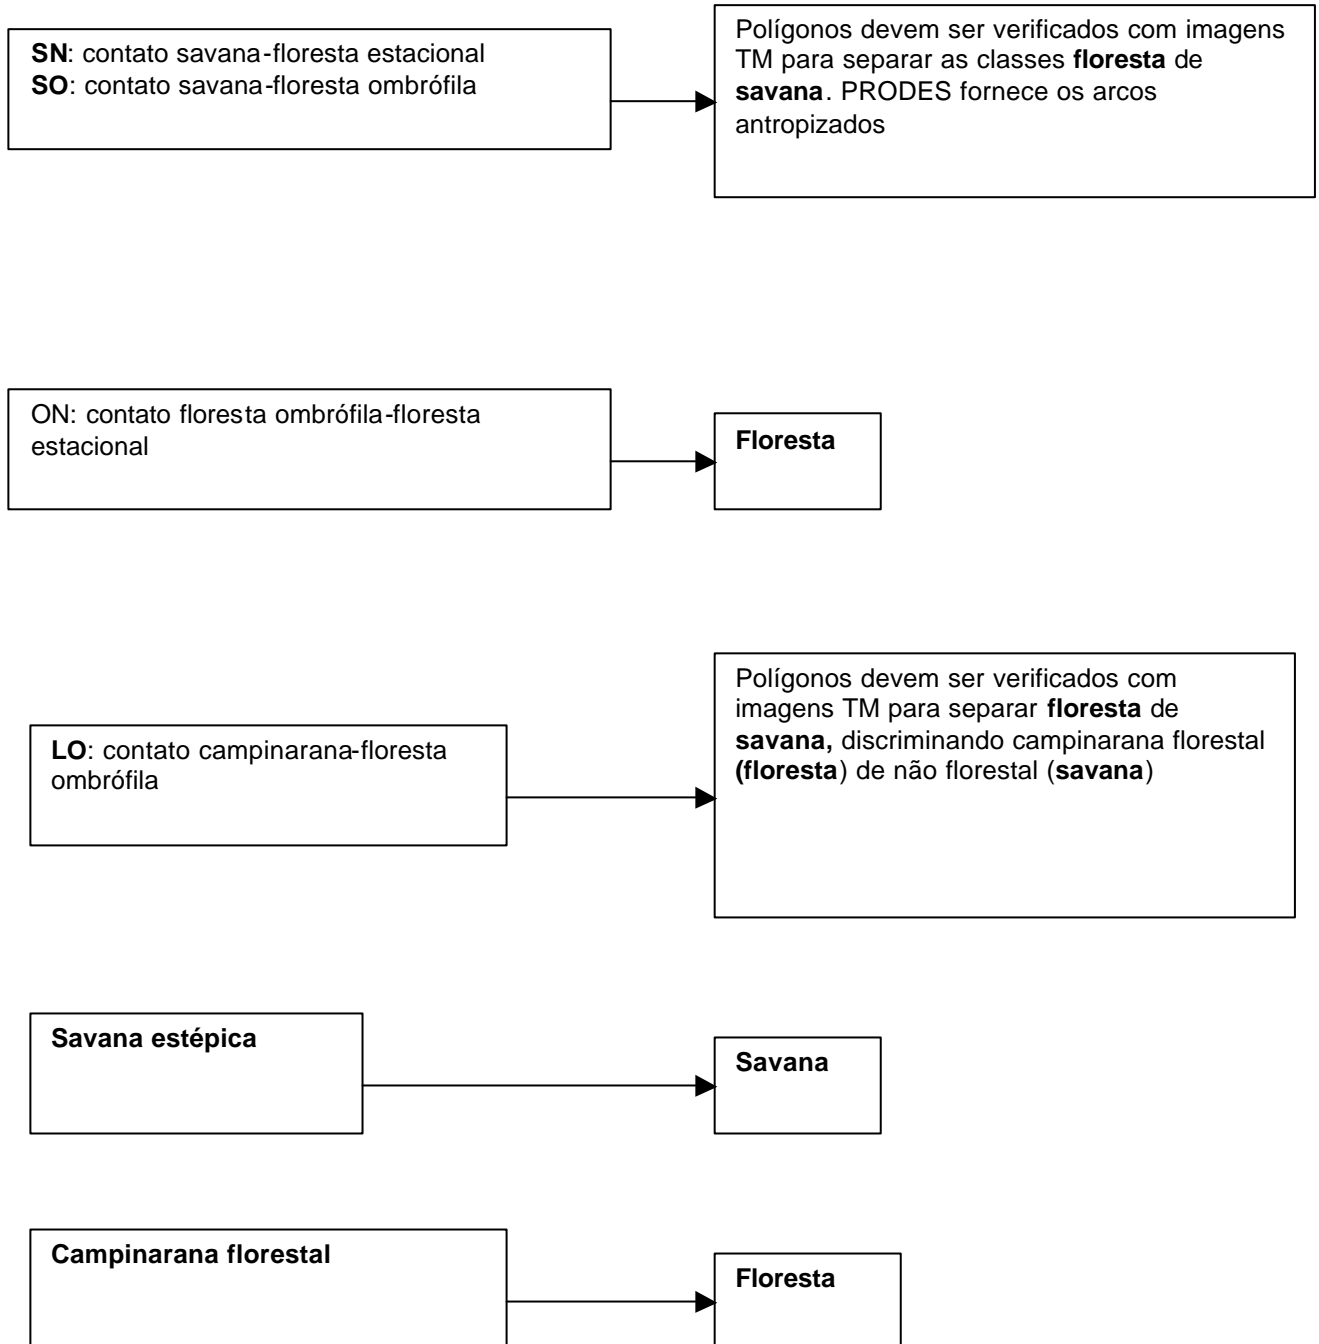 SN: contato savana-floresta estacional
SO: contato savana-floresta ombrófila
Polígonos devem ser verificados com imagens
TM para separar as classes floresta de
savana. PRODES fornece os arcos
antropizados
ON: contato floresta ombrófila-floresta
estacional
Floresta
LO: contato campinarana-floresta
ombrófila
Polígonos devem ser verificados com
imagens TM para separar floresta de
savana, discriminando campinarana florestal
(floresta) de não florestal (savana)
Savana estépica
Savana
Campinarana florestal
Floresta